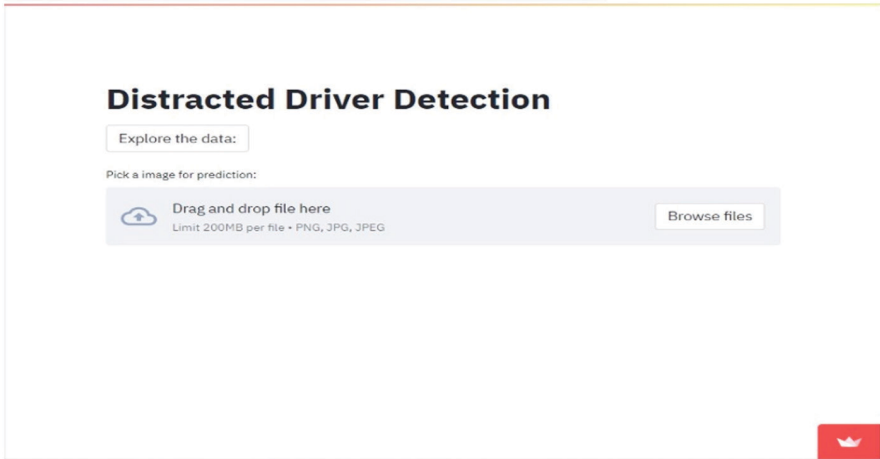 Distracted Driver Detection
Explore the data:
Pick a image for prediction:
Drag and drop file here
Limit 200MB per file • PNG, JPG, JPEG
Browse files